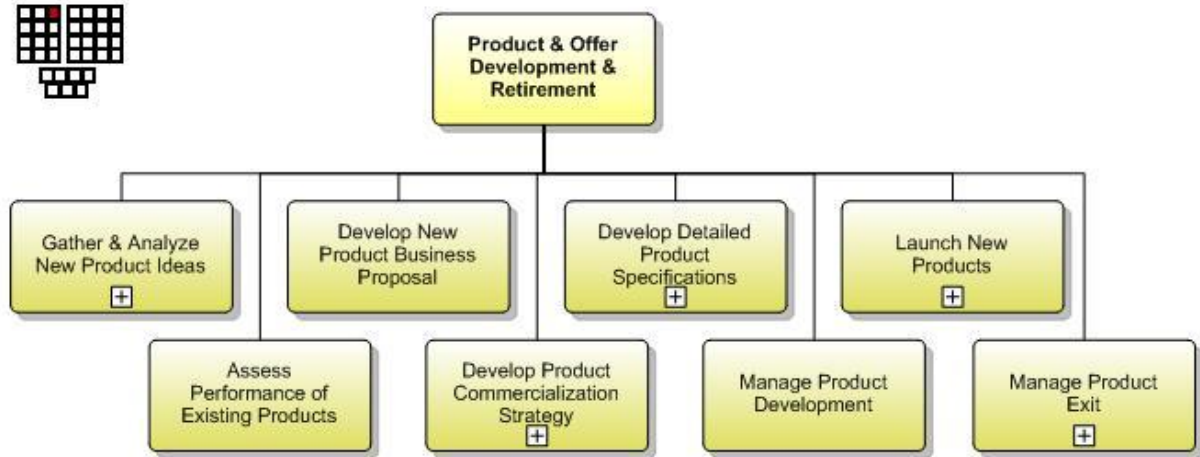 Product & Offer
Development &
Retirement
Gather & Analyze
New Product Ideas
Develop New
Product Business
Proposal
Develop Detailed
Product
Specifications
Launch New
Products
Assess
Performance of
Existing Products
Develop Product
Commercialization
Strategy
Manage Product
Development
Manage Product
Exit